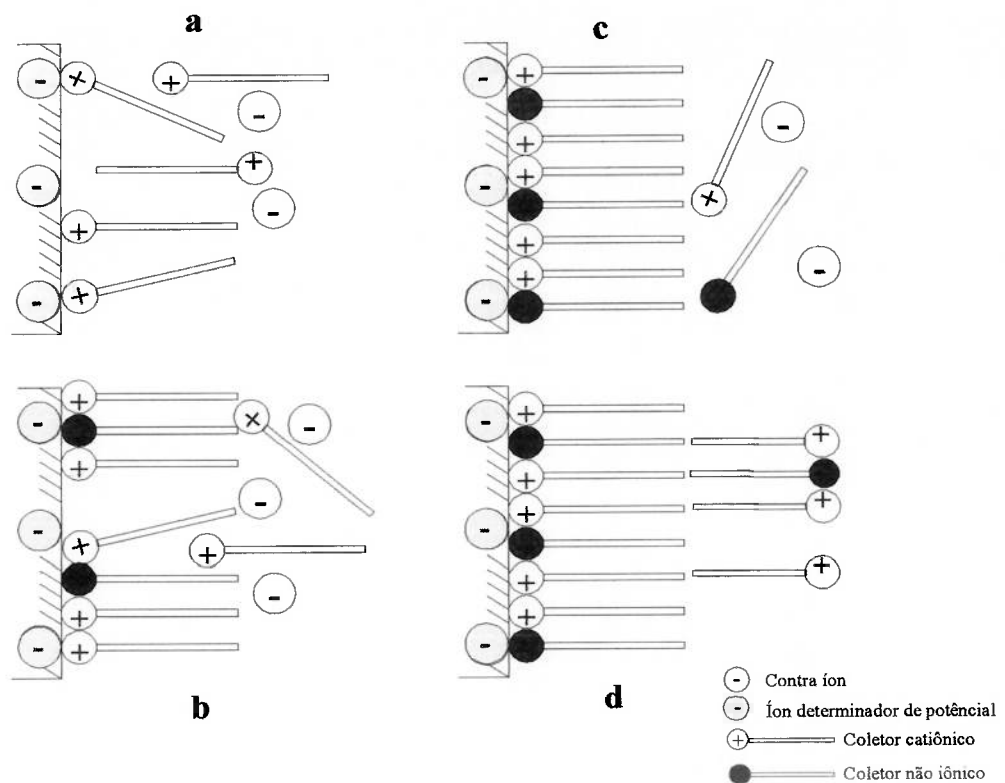 a
c
b
d
Contra íon
Íon determinador de potêncial
Coletor catiônico
Coletor não iônico